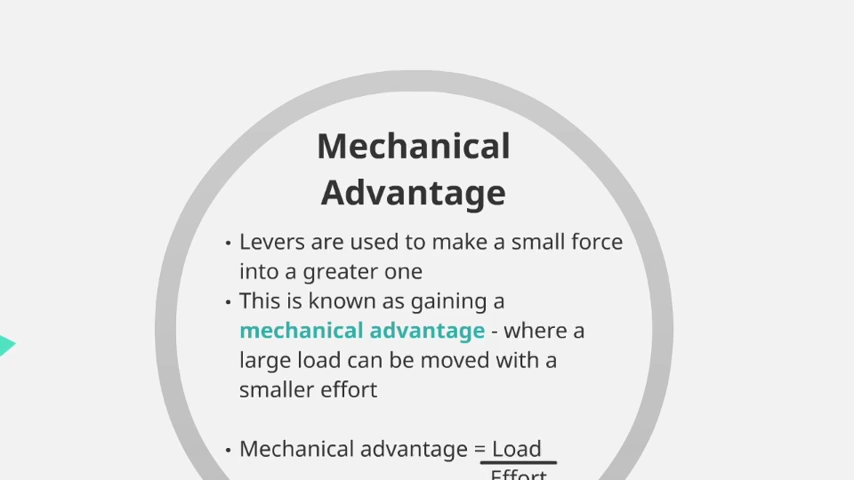 Mechanical
Advantage
• Levers are used to make a small force
into a greater one
• This is known as gaining a
mechanical advantage - where a
large load can be moved with a
smaller effort
• Mechanical advantage = Load
Effort